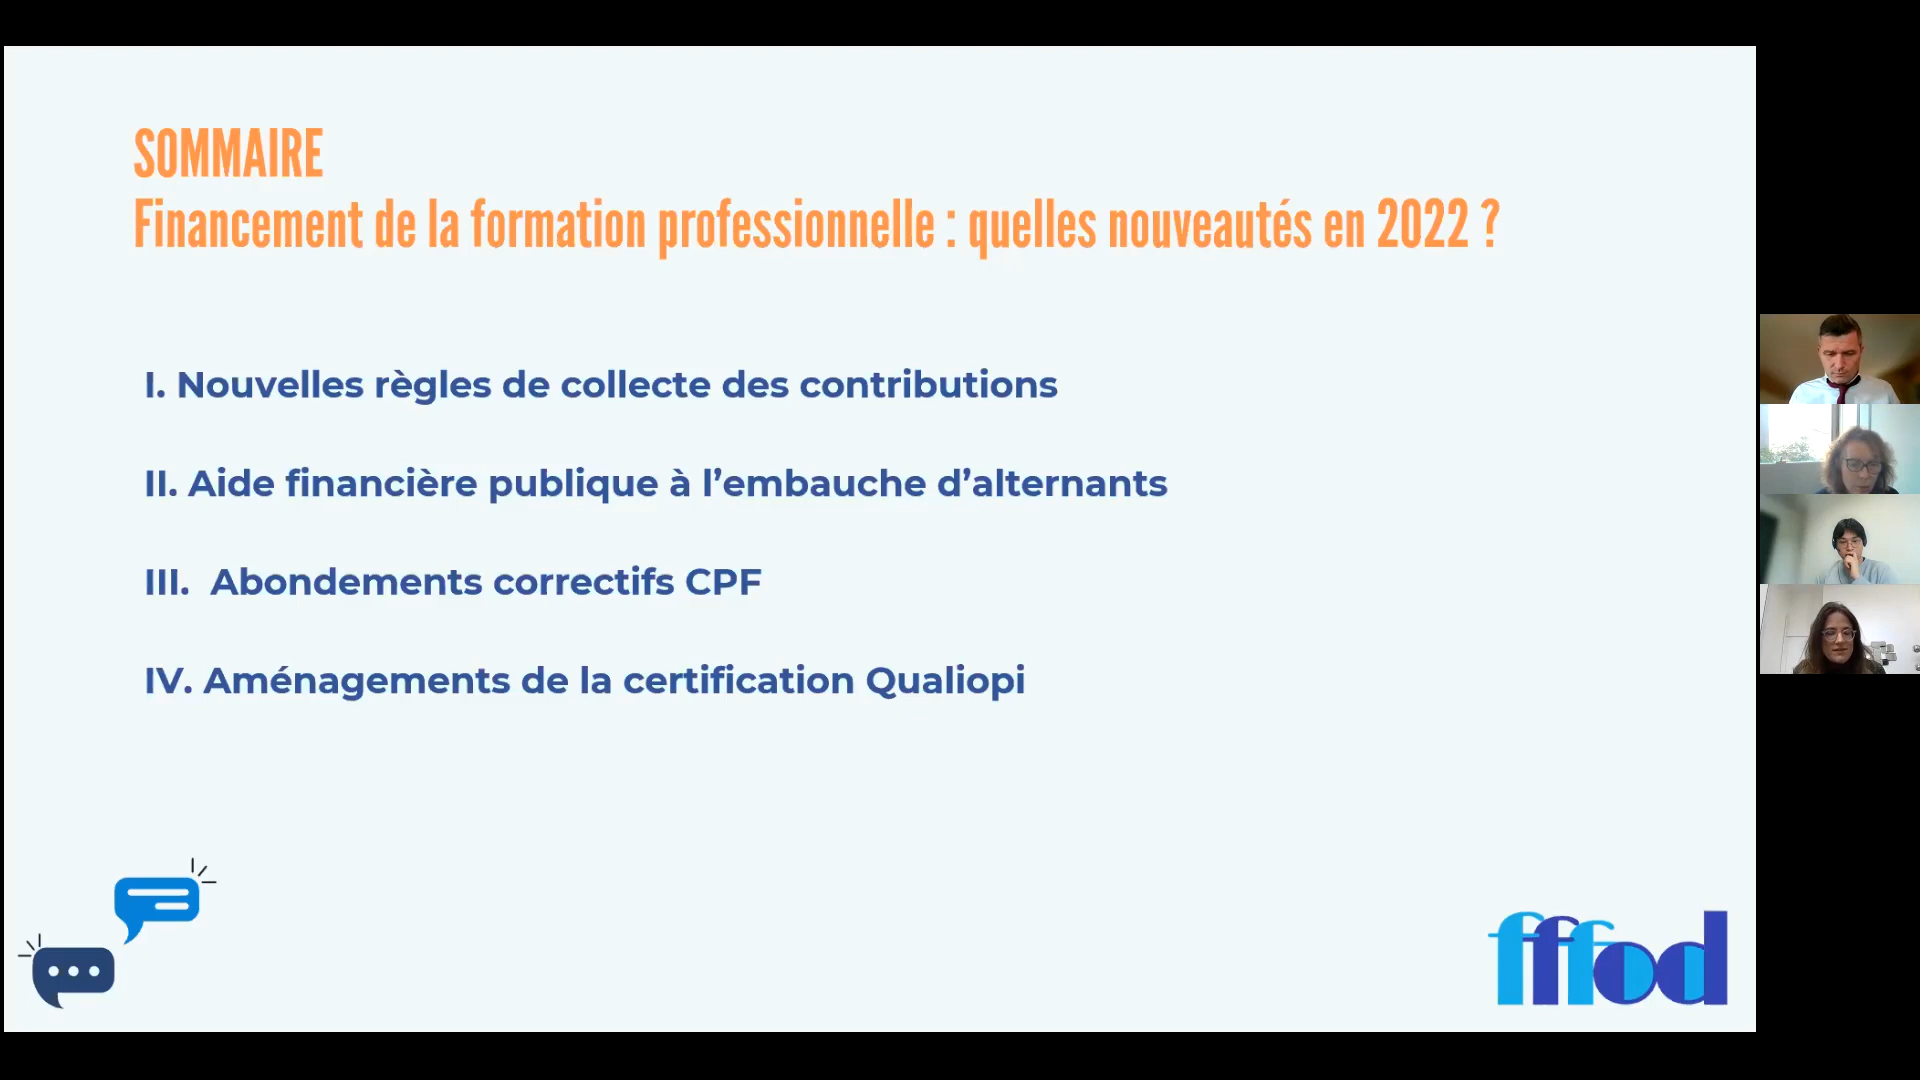 SOMMAIRE
Financement de la formation professionnelle : quelles nouveautés en 2022 ?
I. Nouvelles règles de collecte des contributions
II. Aide financière publique à l’embauche d’alternants
III. Abondements correctifs CPF
IV. Aménagements de la certification Qualiopi
fffod